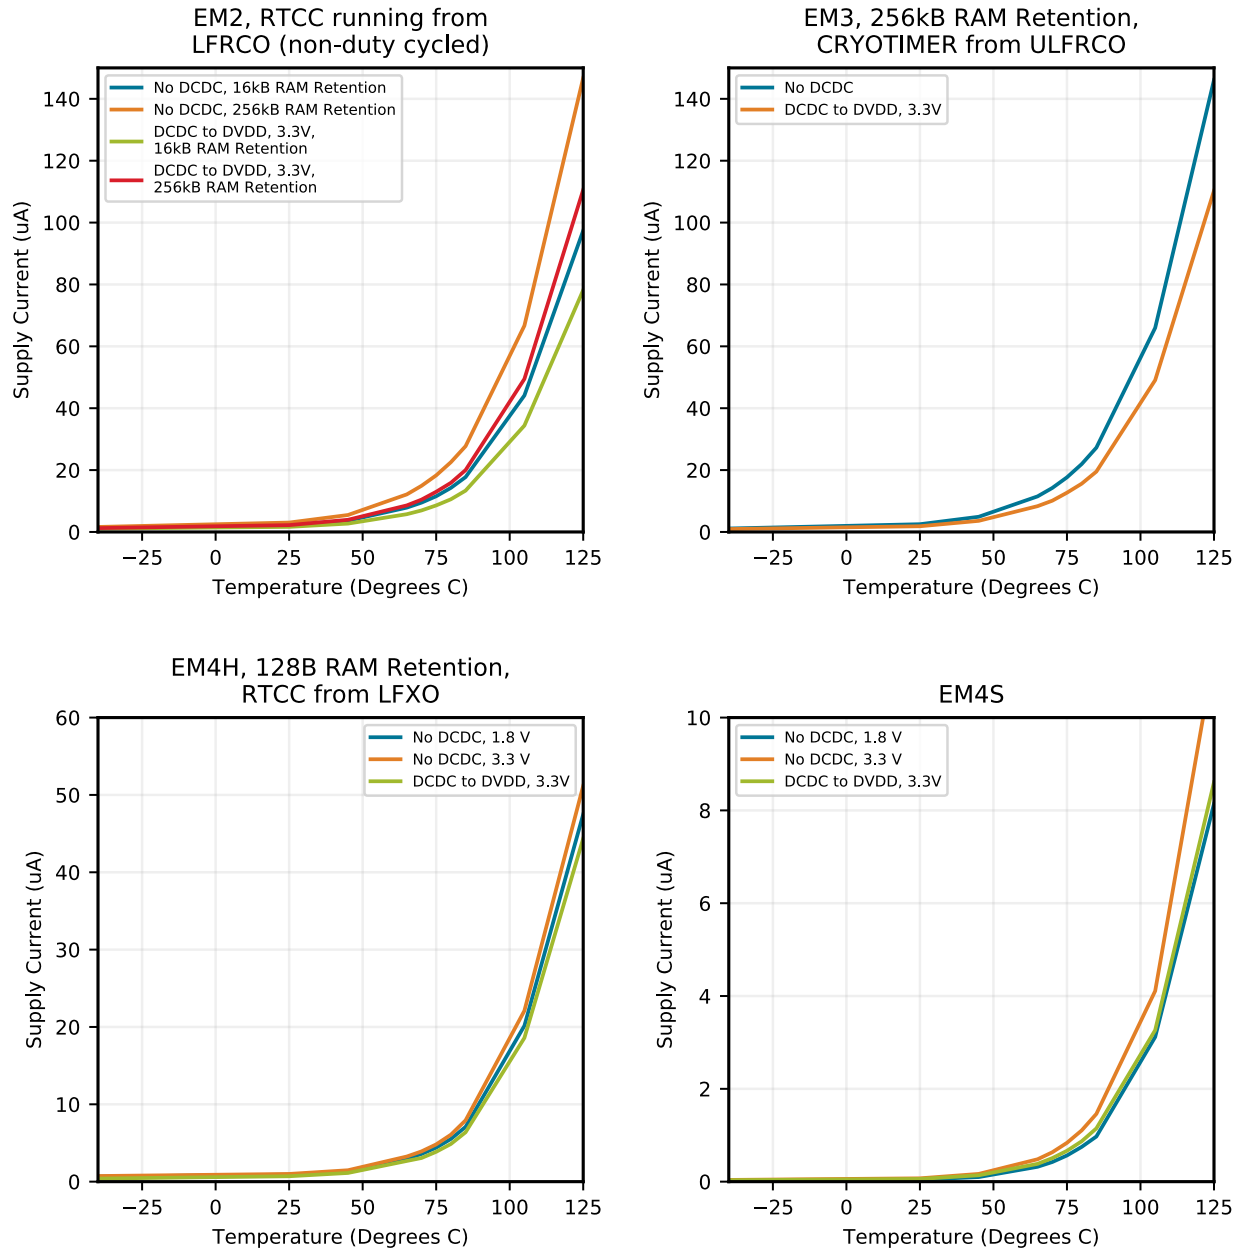 EM2, RTCC running from
LFRCO (non-duty cycled)
No DCDC, 16kB RAM Retention
No DCDC, 256kB RAM Retention
DCDC to DVDD, 3.3V,
16kB RAM Retention
DCDC to DVDD, 3.3V,
256kB RAM Retention
140
120
100
80
60
40
20
0
Supply Current (uA)
−25 0 25 50 75 100 125
Temperature (Degrees C)
EM3, 256kB RAM Retention,
CRYOTIMER from ULFRCO
No DCDC
DCDC to DVDD, 3.3V
140
120
100
80
60
40
20
0
Supply Current (uA)
−25 0 25 50 75 100 125
Temperature (Degrees C)
EM4H, 128B RAM Retention,
RTCC from LFXO
No DCDC, 1.8 V
No DCDC, 3.3 V
DCDC to DVDD, 3.3V
60
50
40
30
20
10
0
Supply Current (uA)
−25 0 25 50 75 100 125
Temperature (Degrees C)
EM4S
No DCDC, 1.8 V
No DCDC, 3.3 V
DCDC to DVDD, 3.3V
10
8
6
4
2
0
Supply Current (uA)
−25 0 25 50 75 100 125
Temperature (Degrees C)